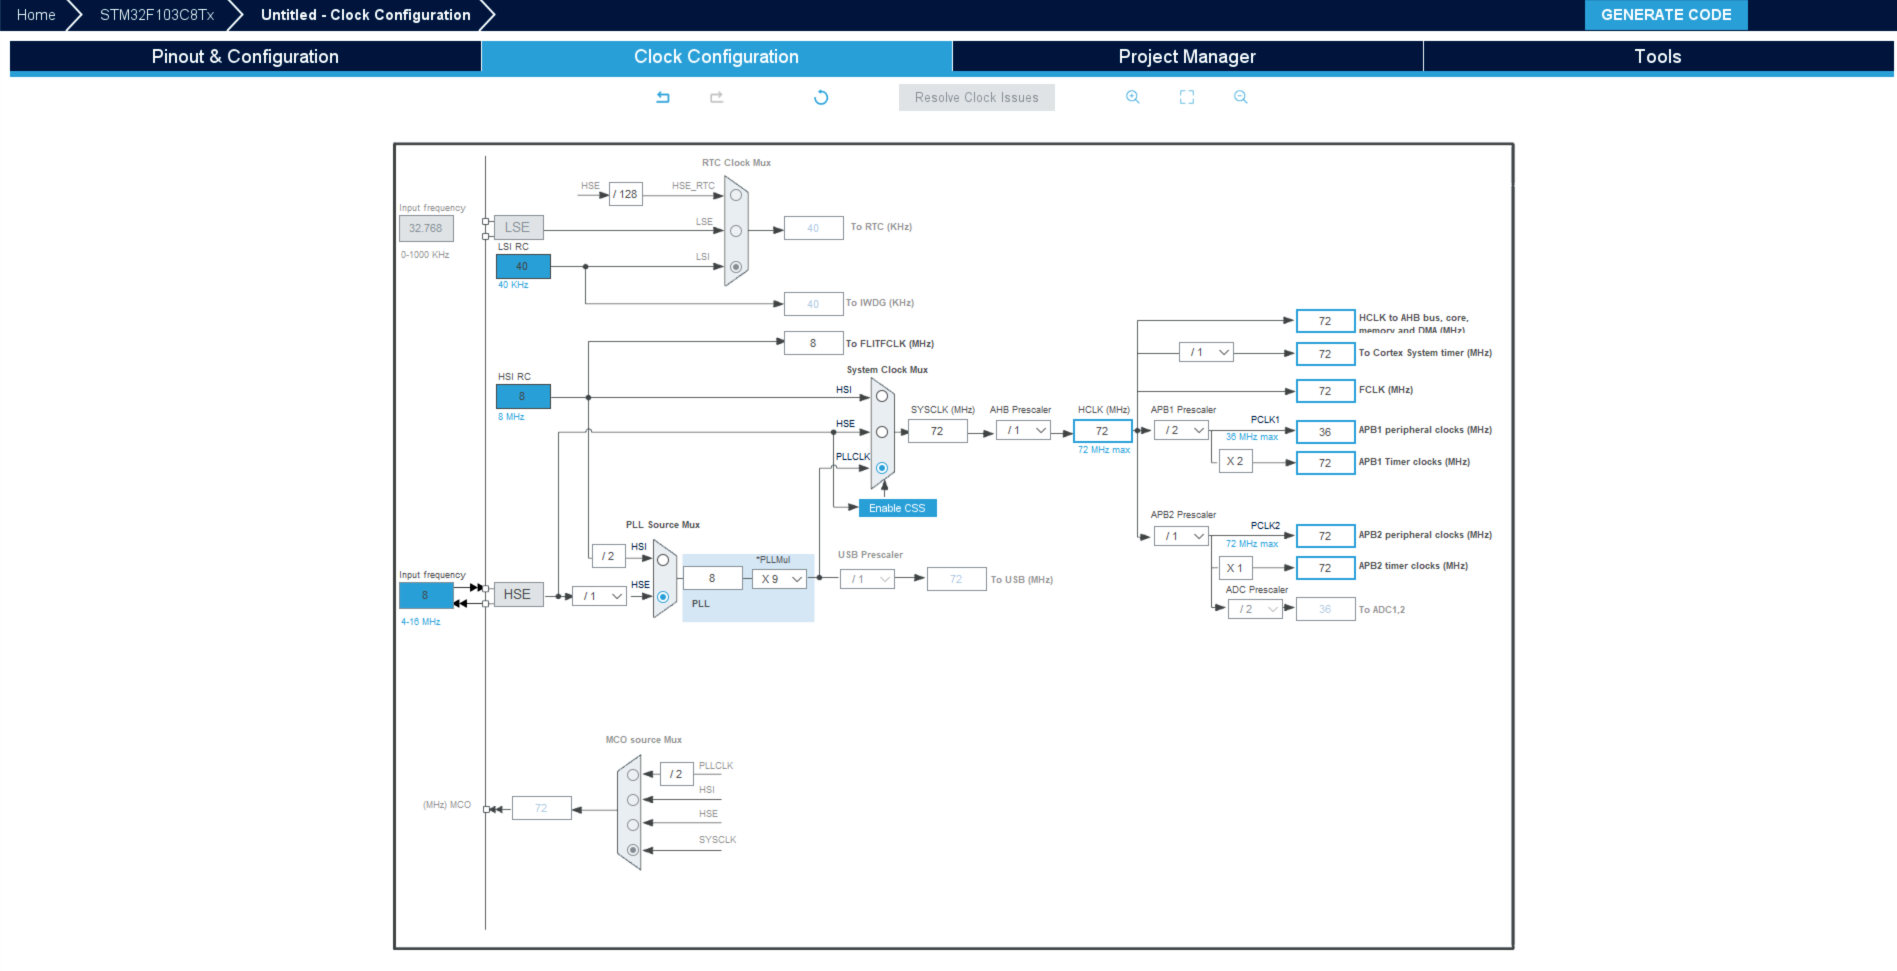 Home
STM32F103C8Tx
Untitled - Clock Configuration
GENERATE CODE
Pinout & Configuration
Clock Configuration
Project Manager
Tools
Resolve Clock Issues
RTC Clock Mux
HSE
/ 128
HSE_RTC
Input frequency
32.768
0-1000 KHz
LSE
LSE
40
To RTC (KHz)
LSI RC
40
40 KHz
LSI
40
To IWDG (KHz)
8
To FLITFCLK (MHz)
System Clock Mux
HSI RC
8
8 MHz
HSI
HSE
PLLCLK
SYSCLK (MHz)
72
AHB Prescaler
/ 1
HCLK (MHz)
72
72 MHz max
72
HCLK to AHB bus, core,
memory and DMA (MHz)
/ 1
72
To Cortex System timer (MHz)
72
FCLK (MHz)
APB1 Prescaler
/ 2
PCLK1
36 MHz max
36
APB1 peripheral clocks (MHz)
X 2
72
APB1 Timer clocks (MHz)
Enable CSS
APB2 Prescaler
/ 1
PCLK2
72 MHz max
72
APB2 peripheral clocks (MHz)
X 1
72
APB2 timer clocks (MHz)
ADC Prescaler
/ 2
36
To ADC1,2
PLL Source Mux
/ 2
HSI
HSE
Input frequency
8
4-16 MHz
HSE
/ 1
8
*PLLMul
X 9
PLL
USB Prescaler
/ 1
72
To USB (MHz)
MCO source Mux
/ 2
PLLCLK
HSI
HSE
SYSCLK
(MHz) MCO
72